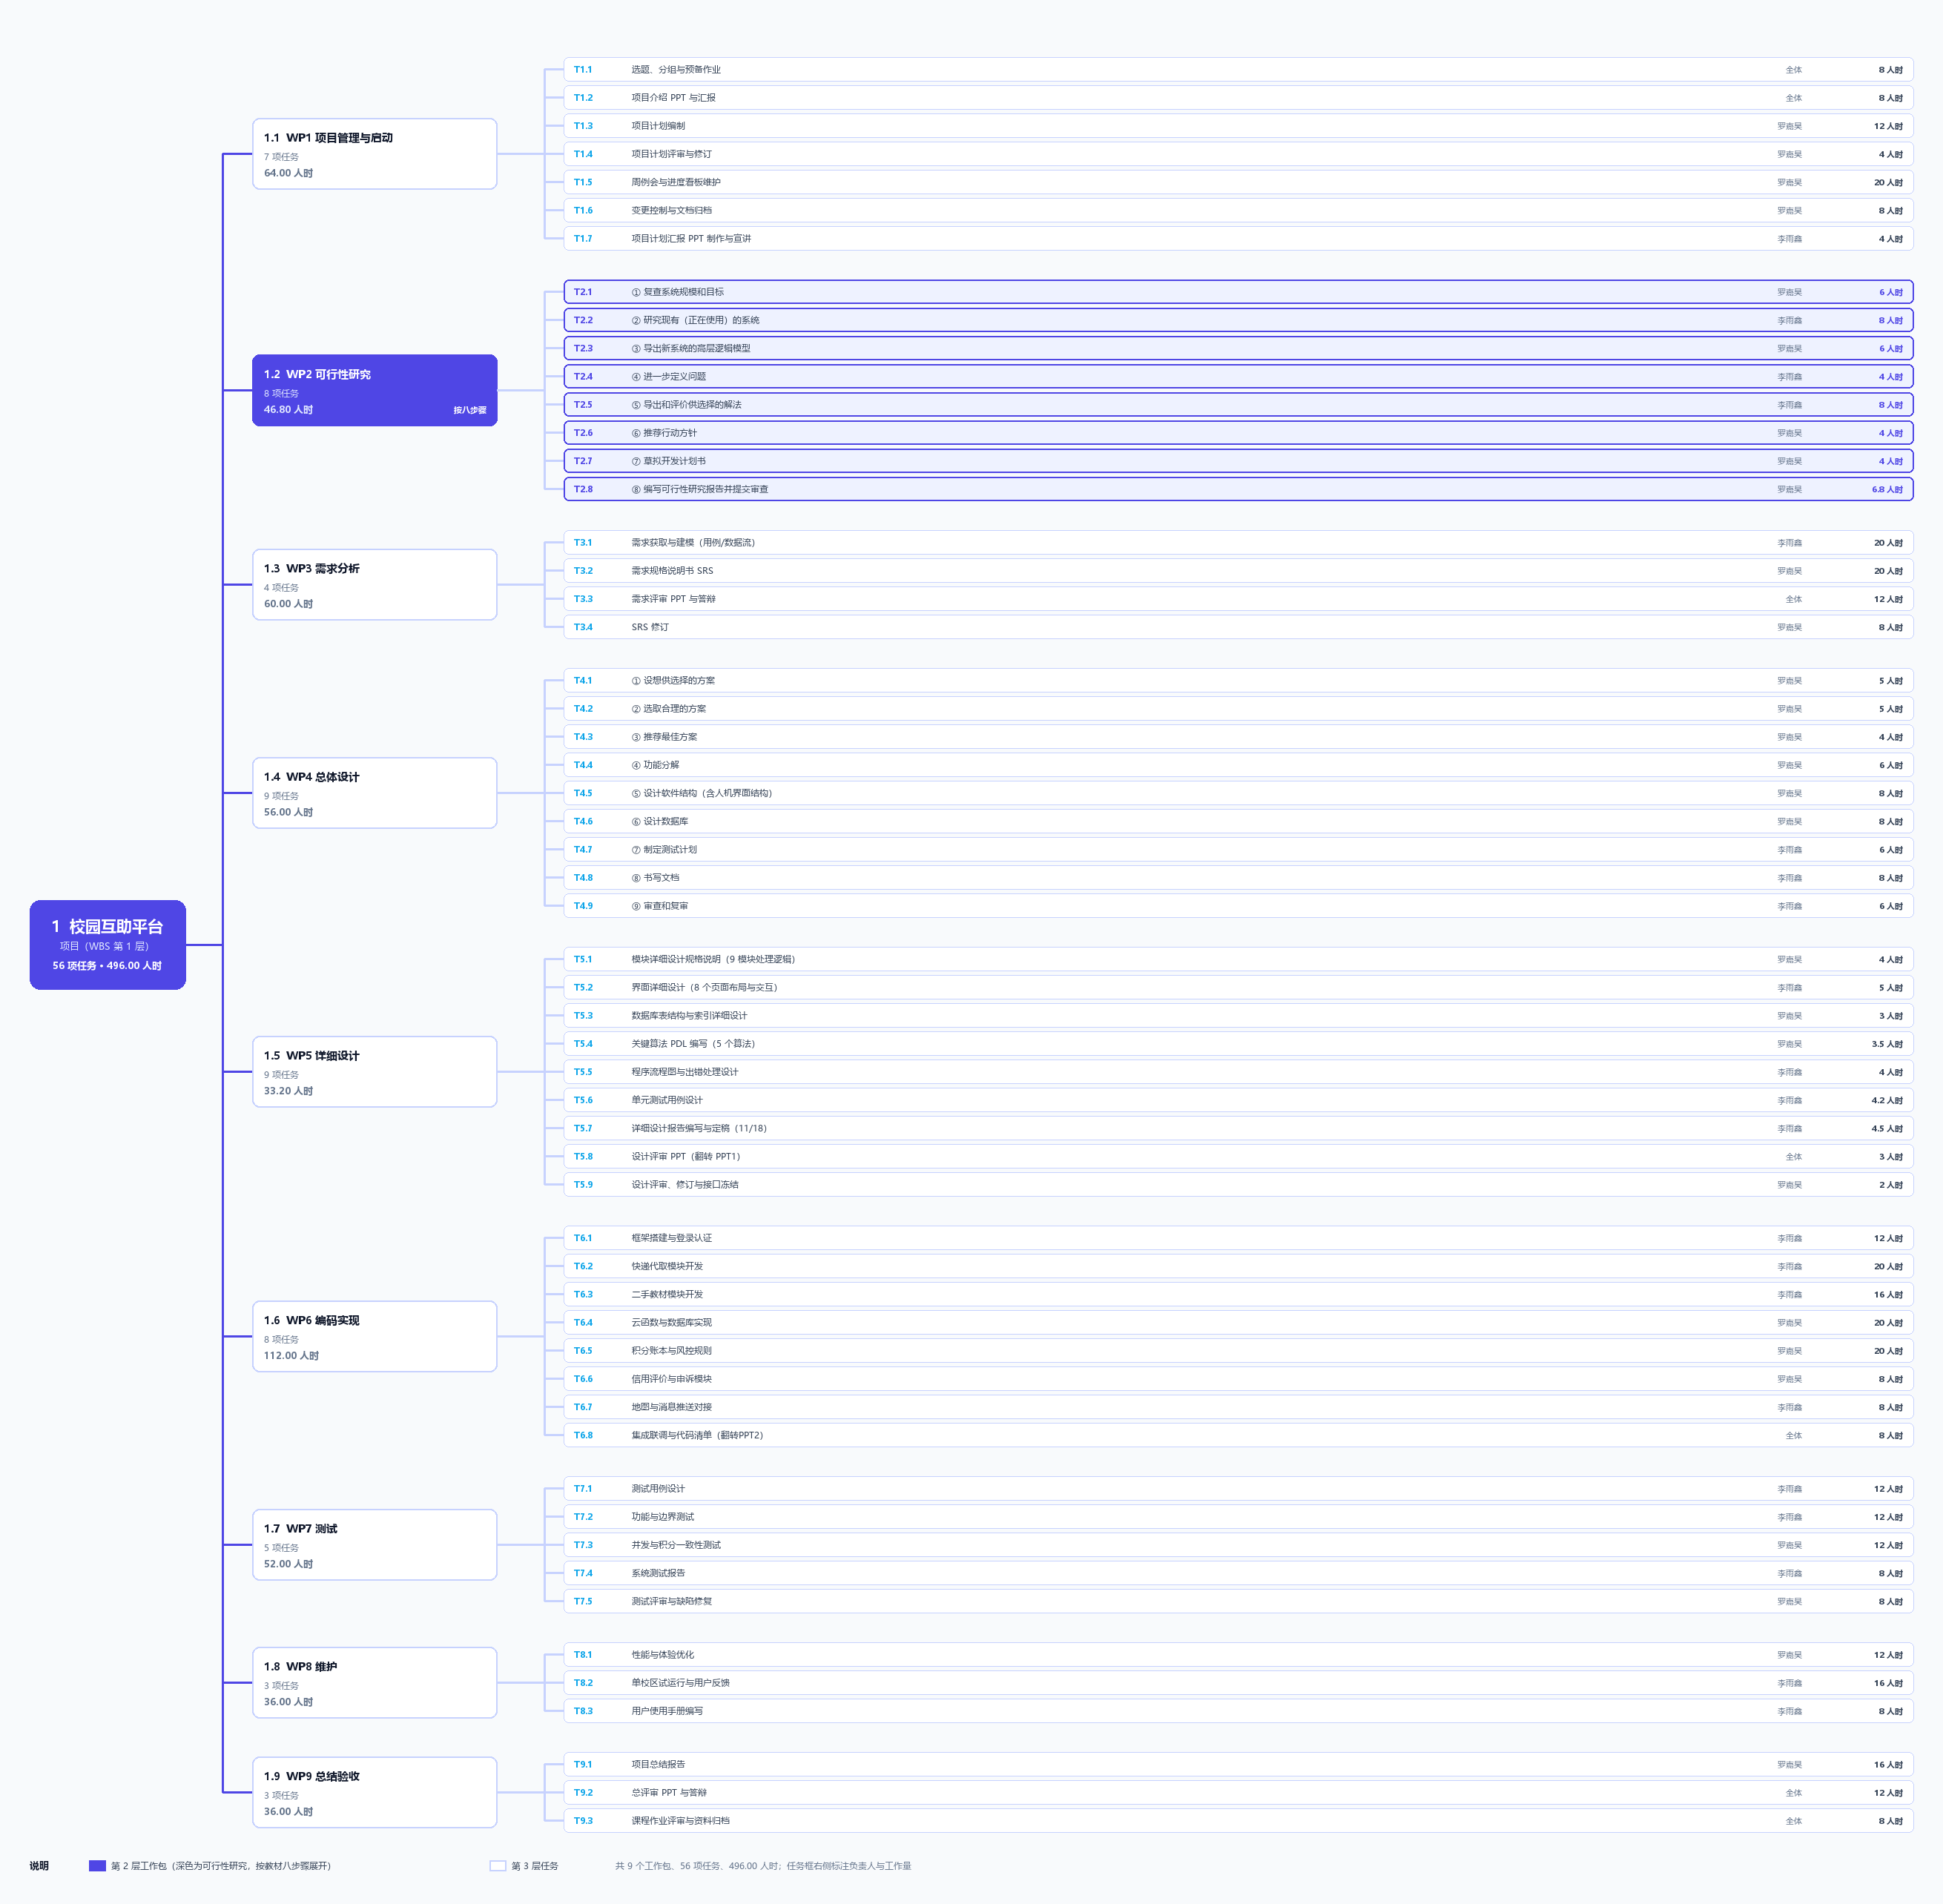 T1.1 选题、分组与预备作业 全体 8 人时
T1.2 项目介绍 PPT 与汇报 全体 8 人时
T1.3 项目计划编制 罗嘉昊 12 人时
T1.4 项目计划评审与修订 罗嘉昊 4 人时
T1.5 周例会与进度看板维护 罗嘉昊 20 人时
T1.6 变更控制与文档归档 罗嘉昊 8 人时
T1.7 项目计划汇报 PPT 制作与宣讲 李雨鑫 4 人时
1.1 WP1 项目管理与启动
7 项任务
64.00 人时
T2.1 ① 复查系统规模和目标 罗嘉昊 6 人时
T2.2 ② 研究现有（正在使用）的系统 李雨鑫 8 人时
T2.3 ③ 导出新系统的高层逻辑模型 罗嘉昊 6 人时
T2.4 ④ 进一步定义问题 李雨鑫 4 人时
T2.5 ⑤ 导出和评价供选择的解法 李雨鑫 8 人时
T2.6 ⑥ 推荐行动方针 罗嘉昊 4 人时
T2.7 ⑦ 草拟开发计划书 罗嘉昊 4 人时
T2.8 ⑧ 编写可行性研究报告并提交审查 罗嘉昊 6.8 人时
1.2 WP2 可行性研究
8 项任务
46.80 人时 按八步骤
T3.1 需求获取与建模（用例/数据流） 李雨鑫 20 人时
T3.2 需求规格说明书 SRS 罗嘉昊 20 人时
T3.3 需求评审 PPT 与答辩 全体 12 人时
T3.4 SRS 修订 罗嘉昊 8 人时
1.3 WP3 需求分析
4 项任务
60.00 人时
T4.1 ① 设想供选择的方案 罗嘉昊 5 人时
T4.2 ② 选取合理的方案 罗嘉昊 5 人时
T4.3 ③ 推荐最佳方案 罗嘉昊 4 人时
T4.4 ④ 功能分解 罗嘉昊 6 人时
T4.5 ⑤ 设计软件结构（含人机界面结构） 罗嘉昊 8 人时
T4.6 ⑥ 设计数据库 罗嘉昊 8 人时
T4.7 ⑦ 制定测试计划 李雨鑫 6 人时
T4.8 ⑧ 书写文档 李雨鑫 8 人时
T4.9 ⑨ 审查和复审 李雨鑫 6 人时
1.4 WP4 总体设计
9 项任务
56.00 人时
1 校园互助平台
项目（WBS 第 1 层）
56 项任务 • 496.00 人时
T5.1 模块详细设计规格说明（9 模块处理逻辑） 罗嘉昊 4 人时
T5.2 界面详细设计（8 个页面布局与交互） 李雨鑫 5 人时
T5.3 数据库表结构与索引详细设计 罗嘉昊 3 人时
T5.4 关键算法 PDL 编写（5 个算法） 罗嘉昊 3.5 人时
T5.5 程序流程图与出错处理设计 李雨鑫 4 人时
T5.6 单元测试用例设计 李雨鑫 4.2 人时
T5.7 详细设计报告编写与定稿（11/18） 李雨鑫 4.5 人时
T5.8 设计评审 PPT（翻转 PPT1） 全体 3 人时
T5.9 设计评审、修订与接口冻结 罗嘉昊 2 人时
1.5 WP5 详细设计
9 项任务
33.20 人时
T6.1 框架搭建与登录认证 李雨鑫 12 人时
T6.2 快递代取模块开发 李雨鑫 20 人时
T6.3 二手教材模块开发 李雨鑫 16 人时
T6.4 云函数与数据库实现 罗嘉昊 20 人时
T6.5 积分账本与风控规则 罗嘉昊 20 人时
T6.6 信用评价与申诉模块 罗嘉昊 8 人时
T6.7 地图与消息推送对接 李雨鑫 8 人时
T6.8 集成联调与代码清单（翻转PPT2） 全体 8 人时
1.6 WP6 编码实现
8 项任务
112.00 人时
T7.1 测试用例设计 李雨鑫 12 人时
T7.2 功能与边界测试 李雨鑫 12 人时
T7.3 并发与积分一致性测试 罗嘉昊 12 人时
T7.4 系统测试报告 李雨鑫 8 人时
T7.5 测试评审与缺陷修复 罗嘉昊 8 人时
1.7 WP7 测试
5 项任务
52.00 人时
T8.1 性能与体验优化 罗嘉昊 12 人时
T8.2 单校区试运行与用户反馈 李雨鑫 16 人时
T8.3 用户使用手册编写 李雨鑫 8 人时
1.8 WP8 维护
3 项任务
36.00 人时
T9.1 项目总结报告 罗嘉昊 16 人时
T9.2 总评审 PPT 与答辩 全体 12 人时
T9.3 课程作业评审与资料归档 全体 8 人时
1.9 WP9 总结验收
3 项任务
36.00 人时
说明 第 2 层工作包（深色为可行性研究，按教材八步骤展开） 第 3 层任务 共 9 个工作包、56 项任务、496.00 人时；任务框右侧标注负责人与工作量